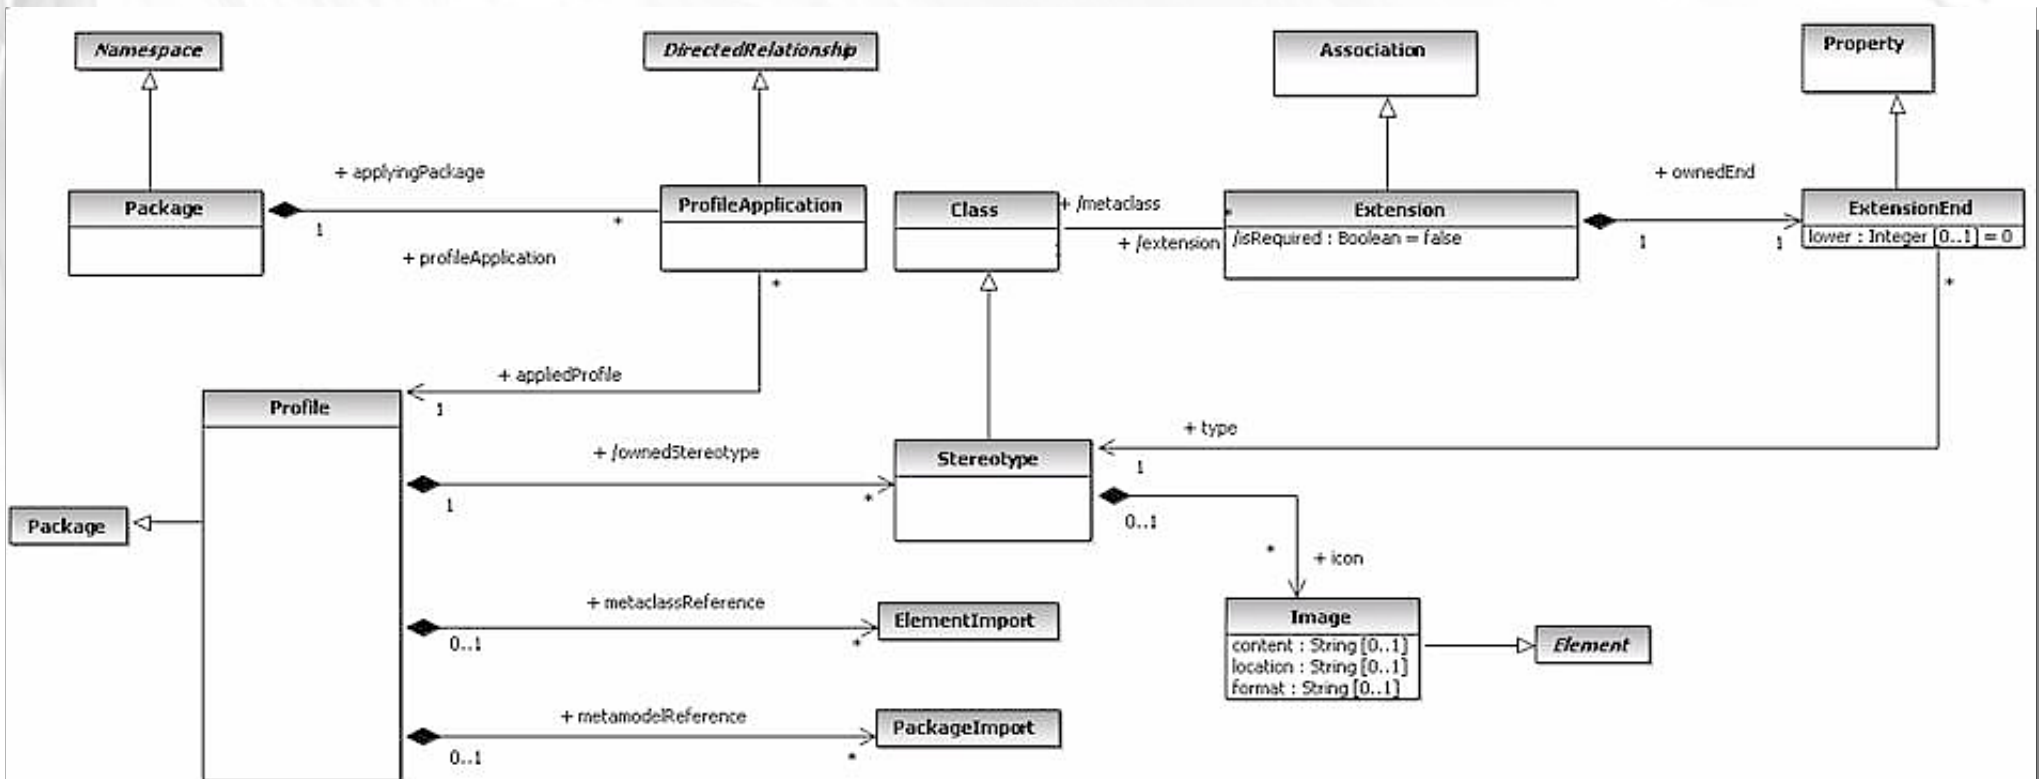 Namespace
DirectedRelationship
Association
Property
+ applyingPackage
+ ownedEnd
Package
1
*
+ profileApplication
ProfileApplication
*
Class
+ /metaclass
+ /extension
*
Extension
/isRequired : Boolean = false
1
1
ExtensionEnd
lower : Integer [0..1] = 0
*
+ appliedProfile
1
Profile
+ /ownedStereotype
1
*
Stereotype
+ type
1
0..1
*
+ icon
Package
+ metaclassReference
0..1
*
ElementImport
Image
content : String [0..1]
location : String [0..1]
format : String [0..1]
Element
+ metamodelReference
0..1
*
PackageImport